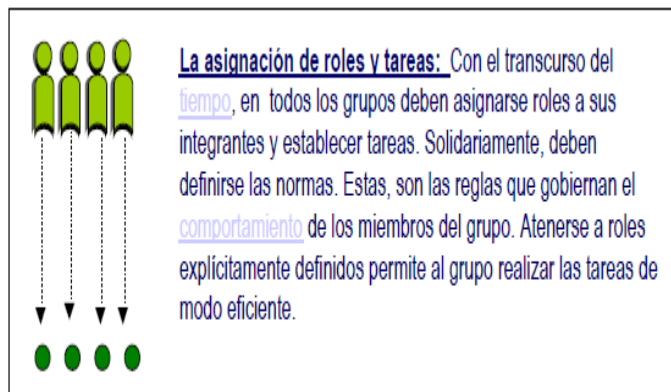 La asignación de roles y tareas: Con el transcurso del
tiempo, en todos los grupos deben asignarse roles a sus
integrantes y establecer tareas. Solidariamente, deben
definirse las normas. Estas, son las reglas que gobiernan el
comportamiento de los miembros del grupo. Atenerse a roles
explícitamente definidos permite al grupo realizar las tareas de
modo eficiente.